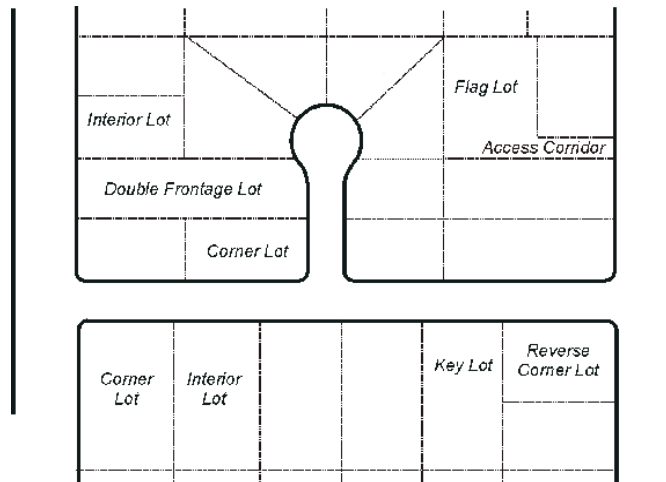 Flag Lot
Interior Lot
Access Corridor
Double Frontage Lot
Corner Lot
Corner
Lot
Interior
Lot
Key Lot
Reverse
Corner Lot